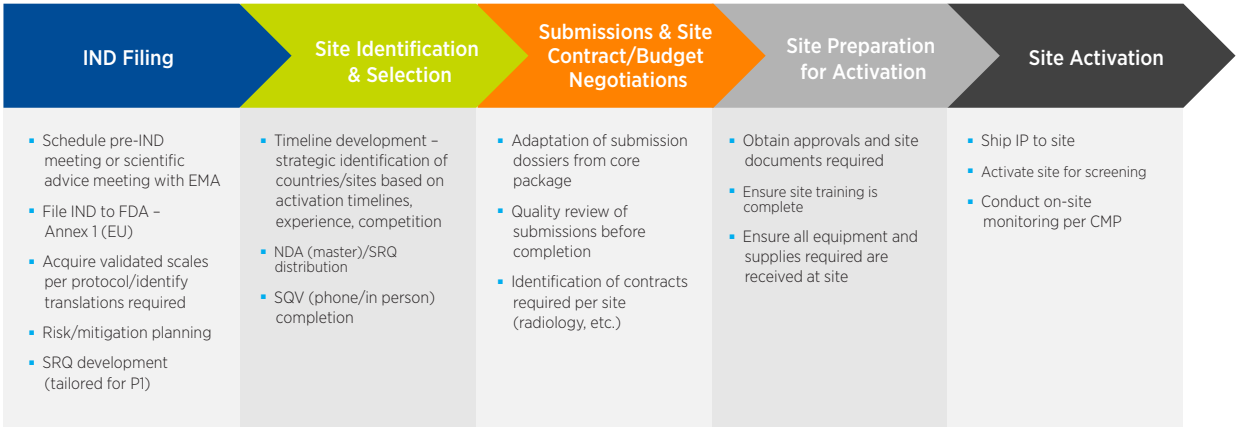 IND Filing
Site Identification
& Selection
Submissions & Site
Contract/Budget
Negotiations
Site Preparation
for Activation
Site Activation
▪ Schedule pre-IND
meeting or scientific
advice meeting with EMA
▪ File IND to FDA –
Annex 1 (EU)
▪ Acquire validated scales
per protocol/identify
translations required
▪ Risk/mitigation planning
▪ SRQ development
(tailored for P1)
▪ Timeline development –
strategic identification of
countries/sites based on
activation timelines,
experience, competition
▪ NDA (master)/SRQ
distribution
▪ SQV (phone/in person)
completion
▪ Adaptation of submission
dossiers from core
package
▪ Quality review of
submissions before
completion
▪ Identification of contracts
required per site
(radiology, etc.)
▪ Obtain approvals and site
documents required
▪ Ensure site training is
complete
▪ Ensure all equipment and
supplies required are
received at site
▪ Ship IP to site
▪ Activate site for screening
▪ Conduct on-site
monitoring per CMP